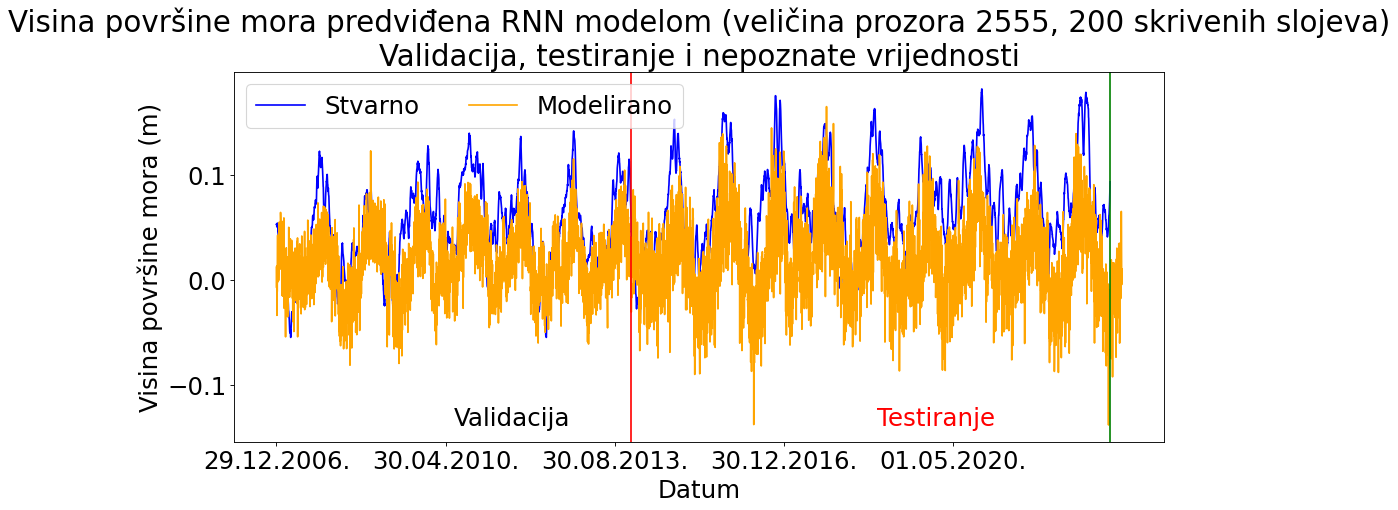 Visina površine mora predviđena RNN modelom (veličina prozora 2555, 200 skrivenih slojeva)
Validacija, testiranje i nepoznate vrijednosti
Stvarno
Modelirano
Visina površine mora (m)
0.1
0.0
−0.1
Validacija
Testiranje
29.12.2006.
30.04.2010.
30.08.2013.
30.12.2016.
01.05.2020.
Datum